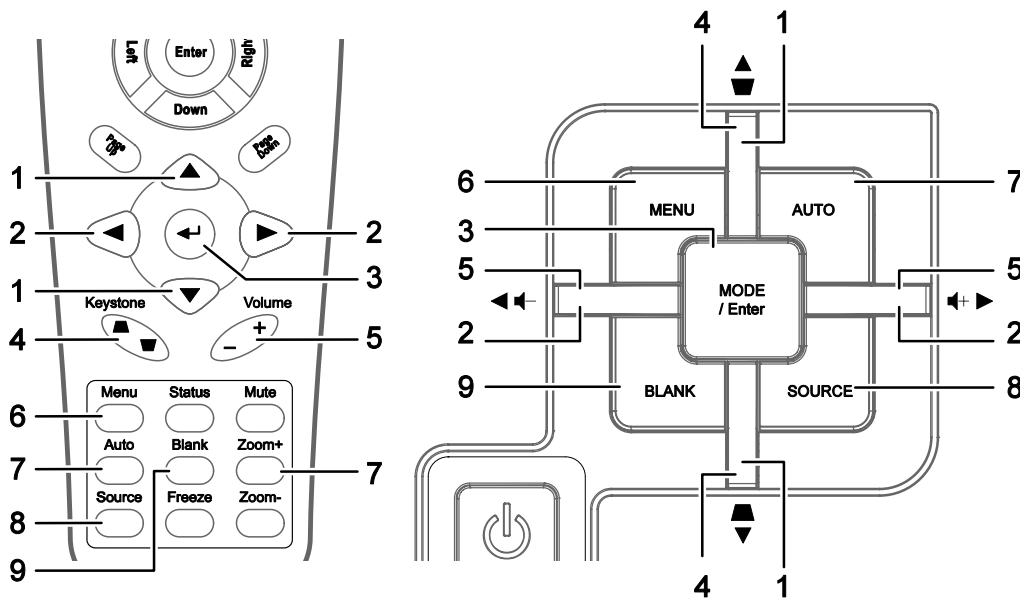 Left
Enter
Right
Down
Page
Up
Page
Down
1
2
2
3
1
Keystone
Volume
4
+
−
5
Menu
Status
Mute
6
Auto
Blank
Zoom+
7
7
Source
Freeze
Zoom-
8
9
4
1
6
7
MENU
AUTO
3
5
5
−
MODE
/ Enter
+
2
2
9
BLANK
SOURCE
8
4
1